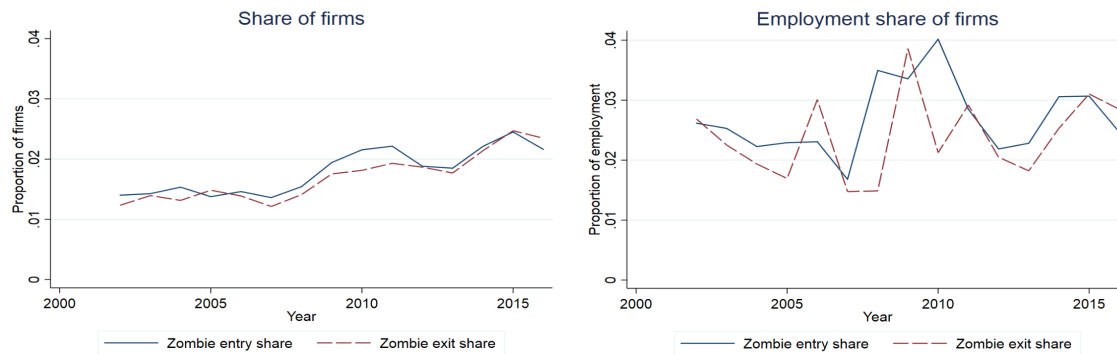 Share of firms
Proportion of firms
0 .01 .02 .03 .04
2000 2005 2010 2015
Year
Zombie entry share Zombie exit share
Employment share of firms
Proportion of employment
0 .01 .02 .03 .04
2000 2005 2010 2015
Year
Zombie entry share Zombie exit share